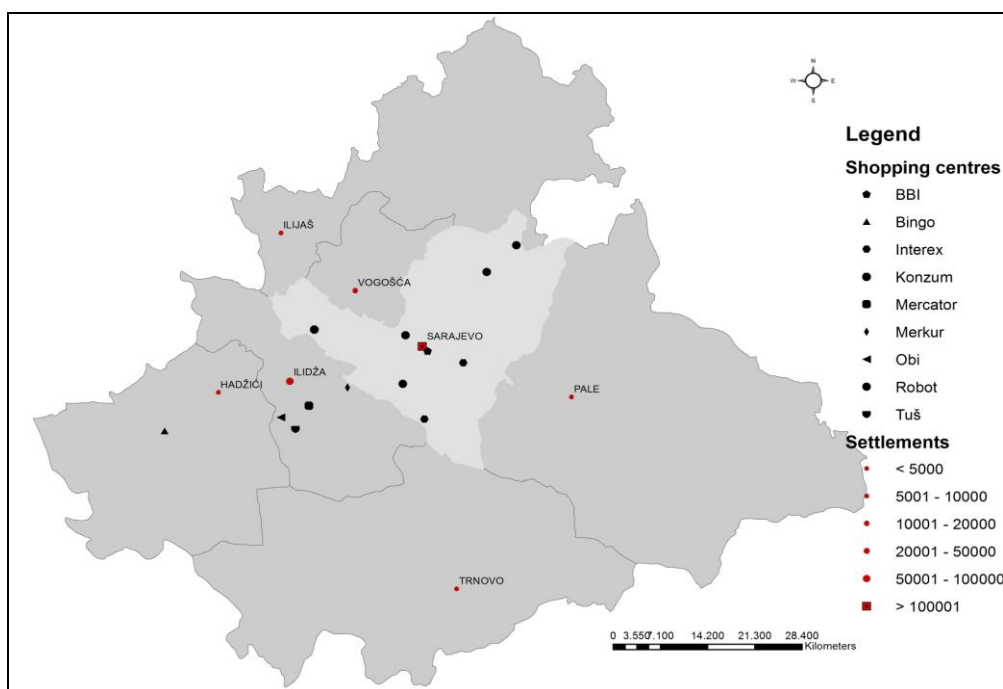 N
W E
S
Legend
Shopping centres
BBI
Bingo
Interex
Konzum
Mercator
Merkur
Obi
Robot
Tuš
Settlements
< 5000
5001 - 10000
10001 - 20000
20001 - 50000
50001 - 100000
> 100001
ILIJAŠ
VOGOŠĆA
SARAJEVO
ILIDŽA
HADŽIĆI
PALE
TRNOVO
0 3.550 7.100 14.200 21.300 28.400
Kilometers